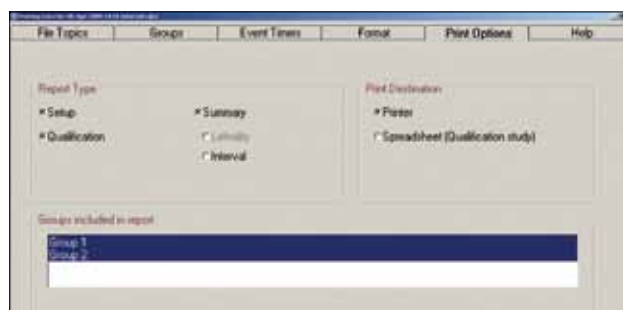 File Topics Groups Event Timers Format Print Options Help
Report Type
Setup
Qualification
Summary
Lethality
Interval
Print Destination
Printer
Spreadsheet (Qualification study)
Groups included in report
Group 1
Group 2